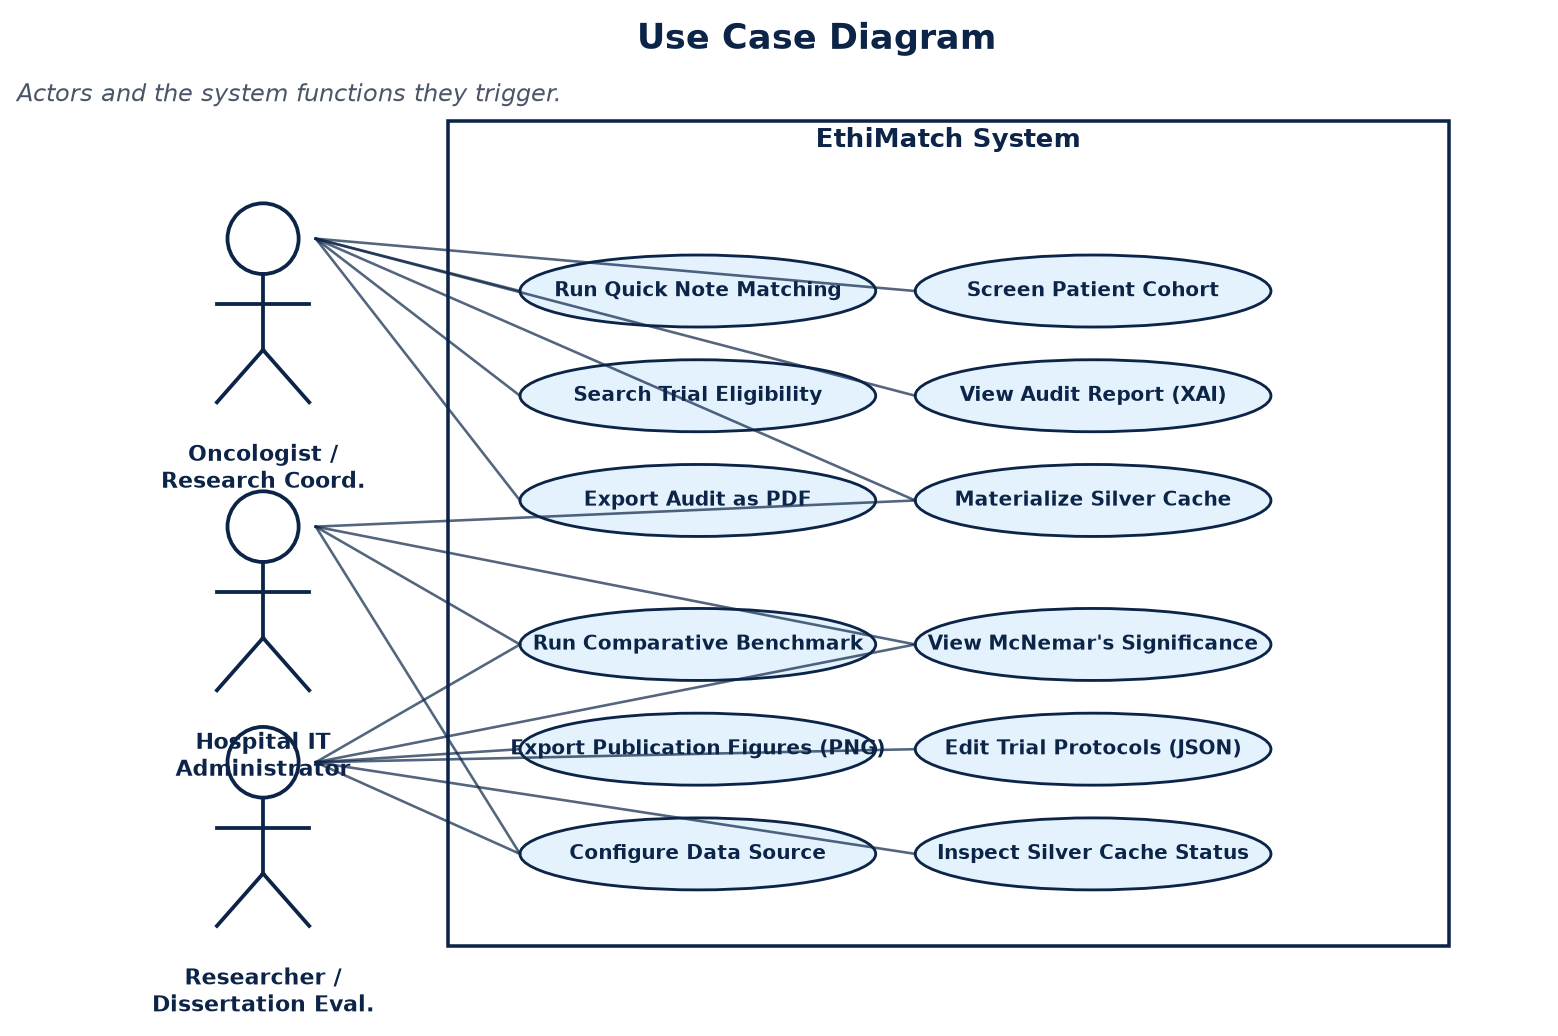 Use Case Diagram
Actors and the system functions they trigger.
EthiMatch System
Run Quick Note Matching
Screen Patient Cohort
Search Trial Eligibility
View Audit Report (XAI)
Oncologist /
Research Coord.
Export Audit as PDF
Materialize Silver Cache
Run Comparative Benchmark
View McNemar's Significance
Hospital IT
Administrator
Export Publication Figures (PNG)
Edit Trial Protocols (JSON)
Configure Data Source
Inspect Silver Cache Status
Researcher /
Dissertation Eval.